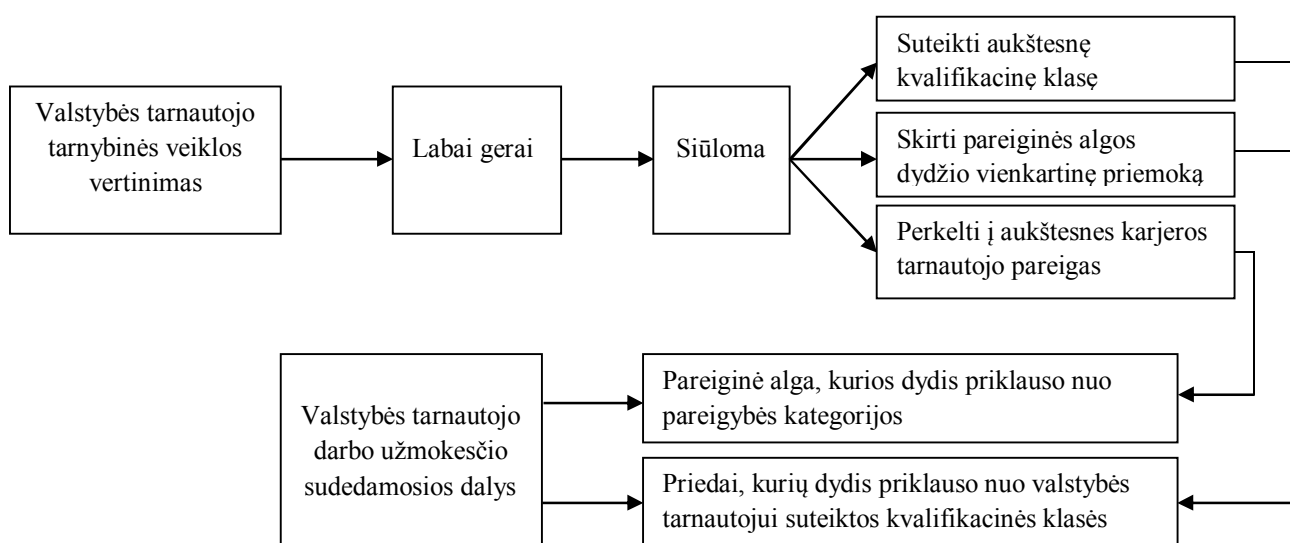 Valstybės tarnautojo
tarnybinės veiklos
vertinimas
Labai gerai
Siūloma
Suteikti aukštesnę
kvalifikacinę klasę
Skirti pareiginės algos
dydžio vienkartinę priemoką
Perkelti į aukštesnes karjeros
tarnautojo pareigas
Valstybės tarnautojo
darbo užmokesčio
sudedamosios dalys
Pareiginė alga, kurios dydis priklauso nuo
pareigybės kategorijos
Priedai, kurių dydis priklauso nuo valstybės
tarnautojui suteiktos kvalifikacinės klasės